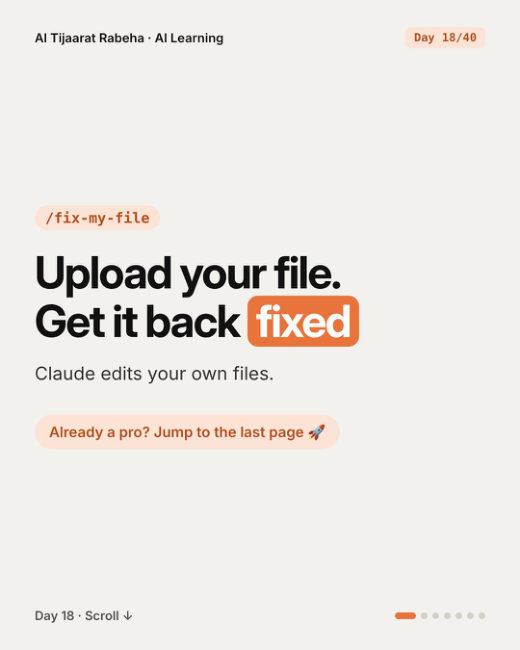 Al Tijaarat Rabeha · AI Learning
Day 18/40
/fix-my-file
Upload your file.
Get it back fixed
Claude edits your own files.
Already a pro? Jump to the last page 🚀
Day 18 · Scroll ↓